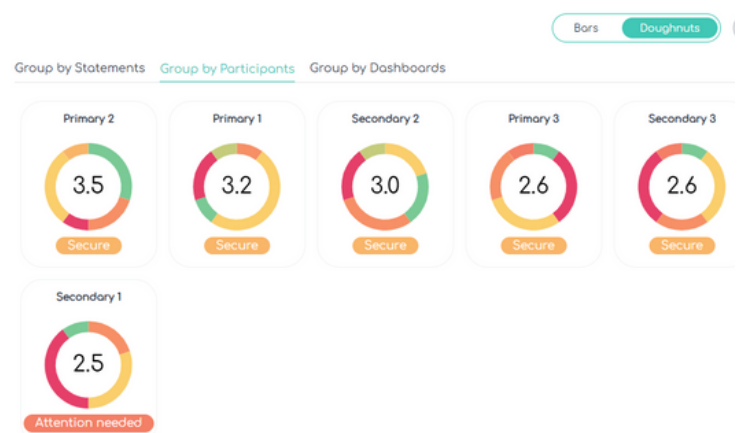 Bars Doughnuts
Group by Statements Group by Participants Group by Dashboards
Primary 2 Primary 1 Secondary 2 Primary 3 Secondary 3
3.5 3.2 3.0 2.6 2.6
Secure Secure Secure Secure Secure
Secondary 1
2.5
Attention needed